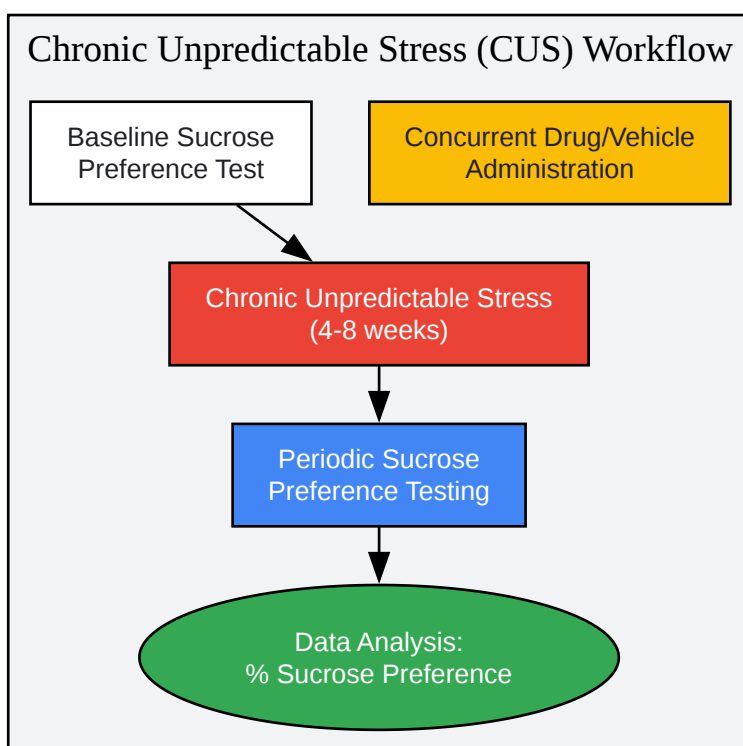 Chronic Unpredictable Stress (CUS) Workflow
Baseline Sucrose
Preference Test
Concurrent Drug/Vehicle
Administration
Chronic Unpredictable Stress
(4-8 weeks)
Periodic Sucrose
Preference Testing
Data Analysis:
% Sucrose Preference